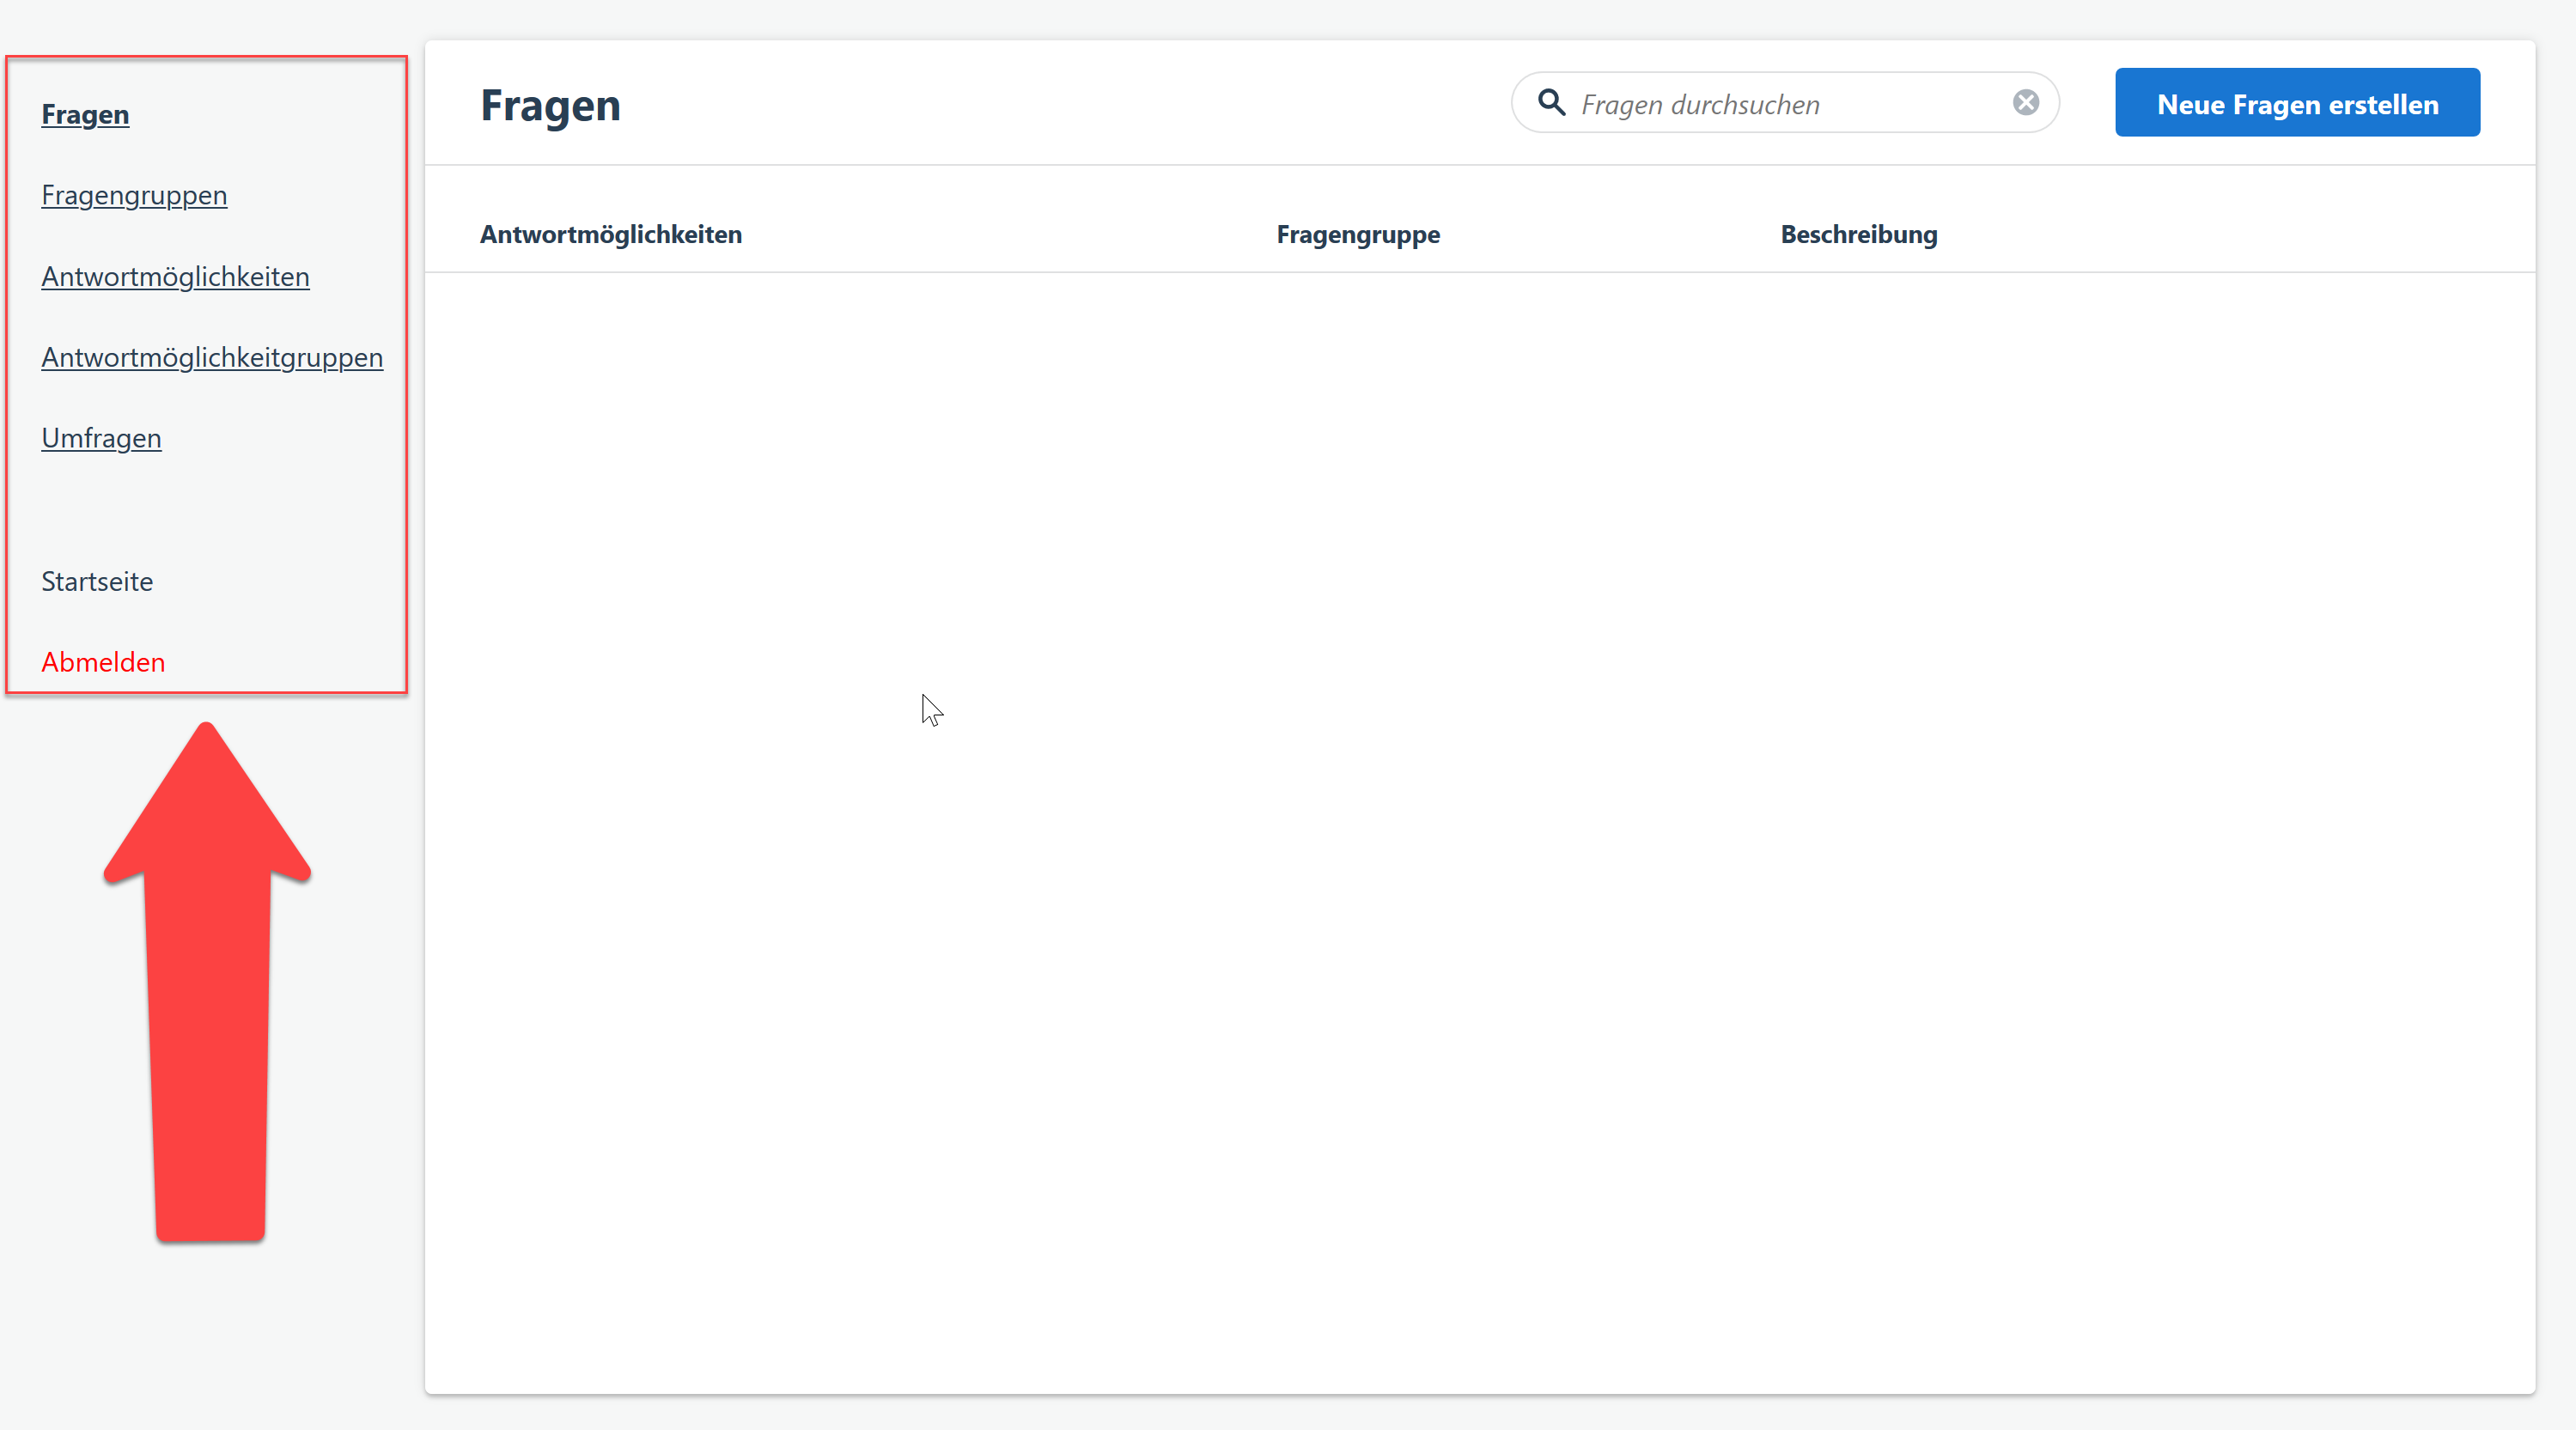 Fragen
Fragengruppen
Antwortmöglichkeiten
Antwortmöglichkeitgruppen
Umfragen
Startseite
Abmelden
Fragen
Fragen durchsuchen
Neue Fragen erstellen
Antwortmöglichkeiten Fragengruppe Beschreibung